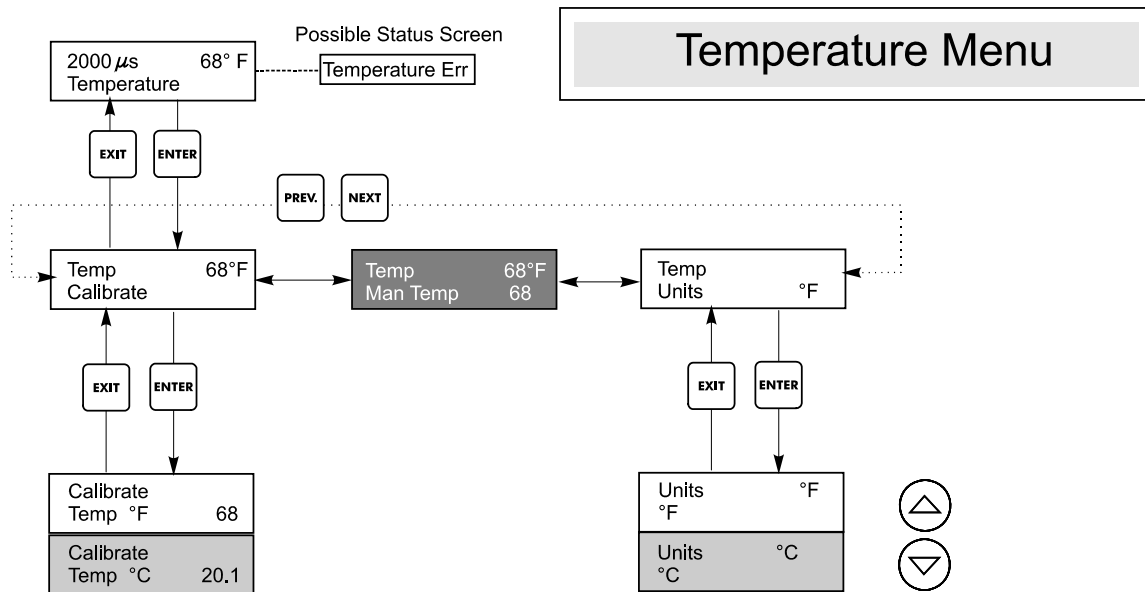 Possible Status Screen
Temperature Menu
2000 μs 68° F
Temperature
Temperature Err
EXIT
ENTER
PREV.
NEXT
Temp 68°F
Calibrate
Temp 68°F
Man Temp 68
Temp
Units °F
EXIT
ENTER
EXIT
ENTER
Calibrate
Temp °F 68
Calibrate
Temp °C 20.1
Units °F
°F
Units °C
°C